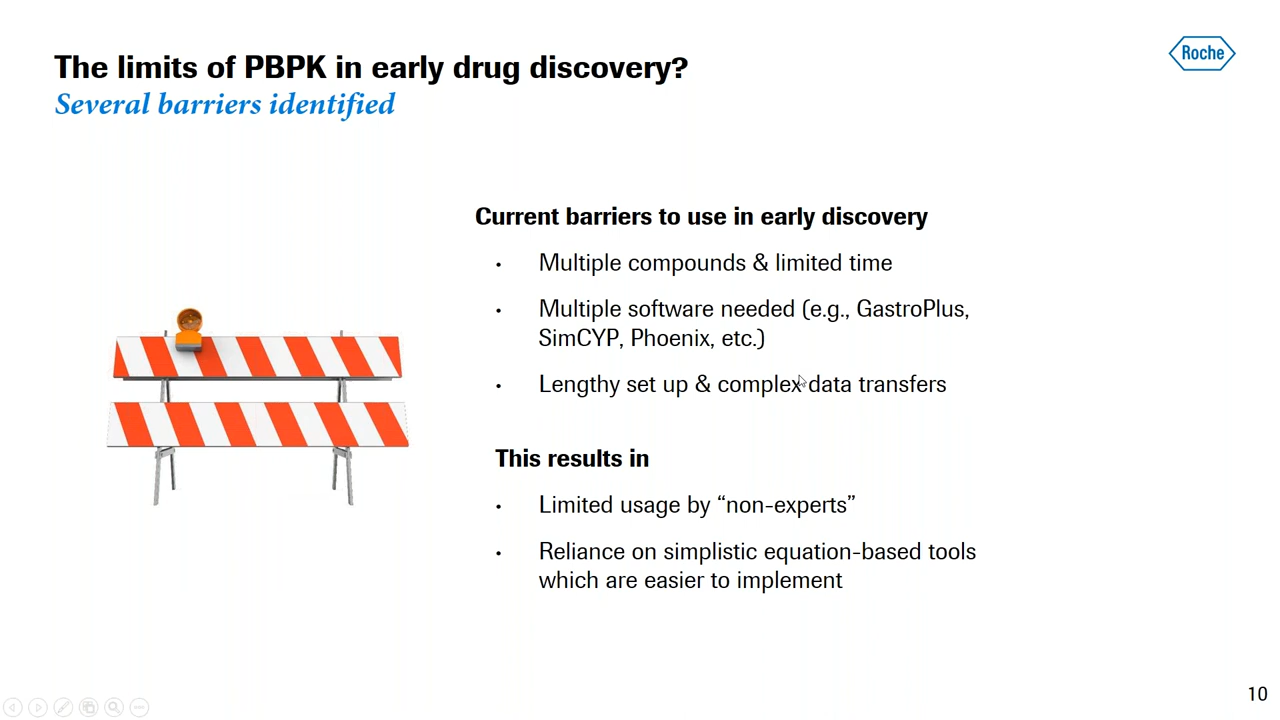 The limits of PBPK in early drug discovery?
Roche
Several barriers identified
Current barriers to use in early discovery
• Multiple compounds & limited time
• Multiple software needed (e.g., GastroPlus,
SimCYP, Phoenix, etc.)
• Lengthy set up & complex data transfers
This results in
• Limited usage by “non-experts”
• Reliance on simplistic equation-based tools
which are easier to implement
10